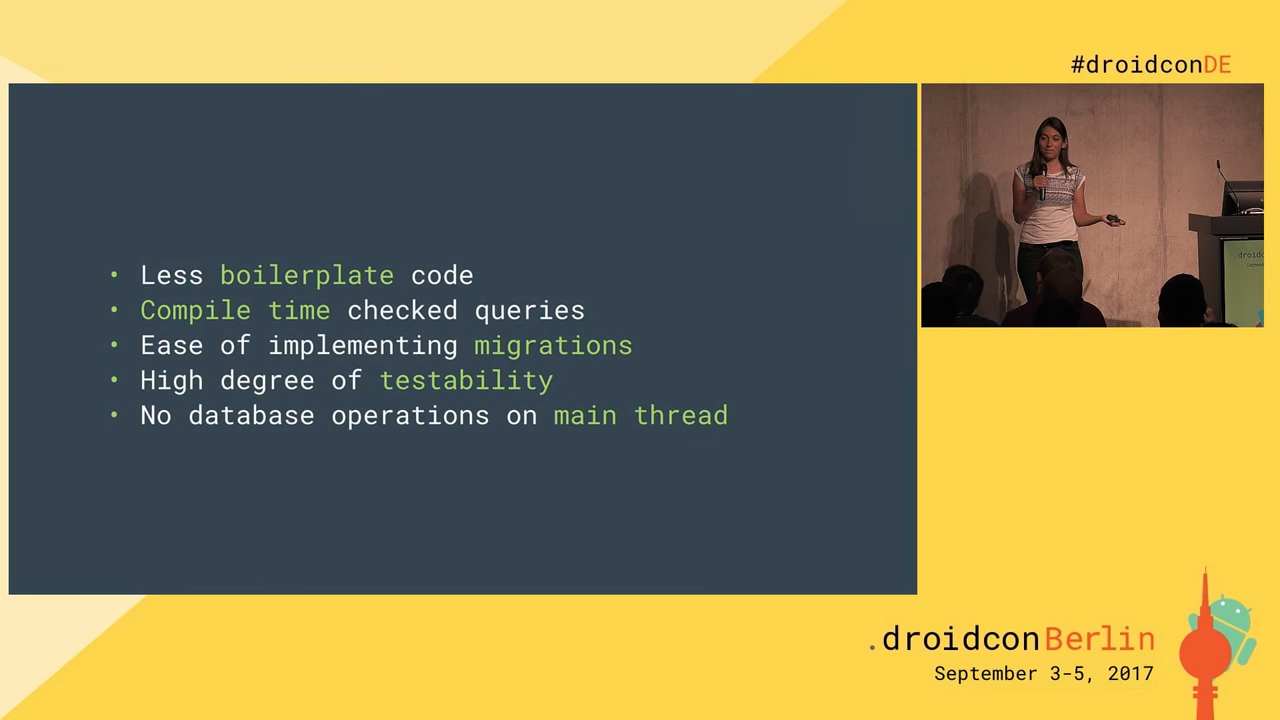 #droidconDE
• Less boilerplate code
• Compile time checked queries
• Ease of implementing migrations
• High degree of testability
• No database operations on main thread
.droidconBerlin
September 3-5, 2017